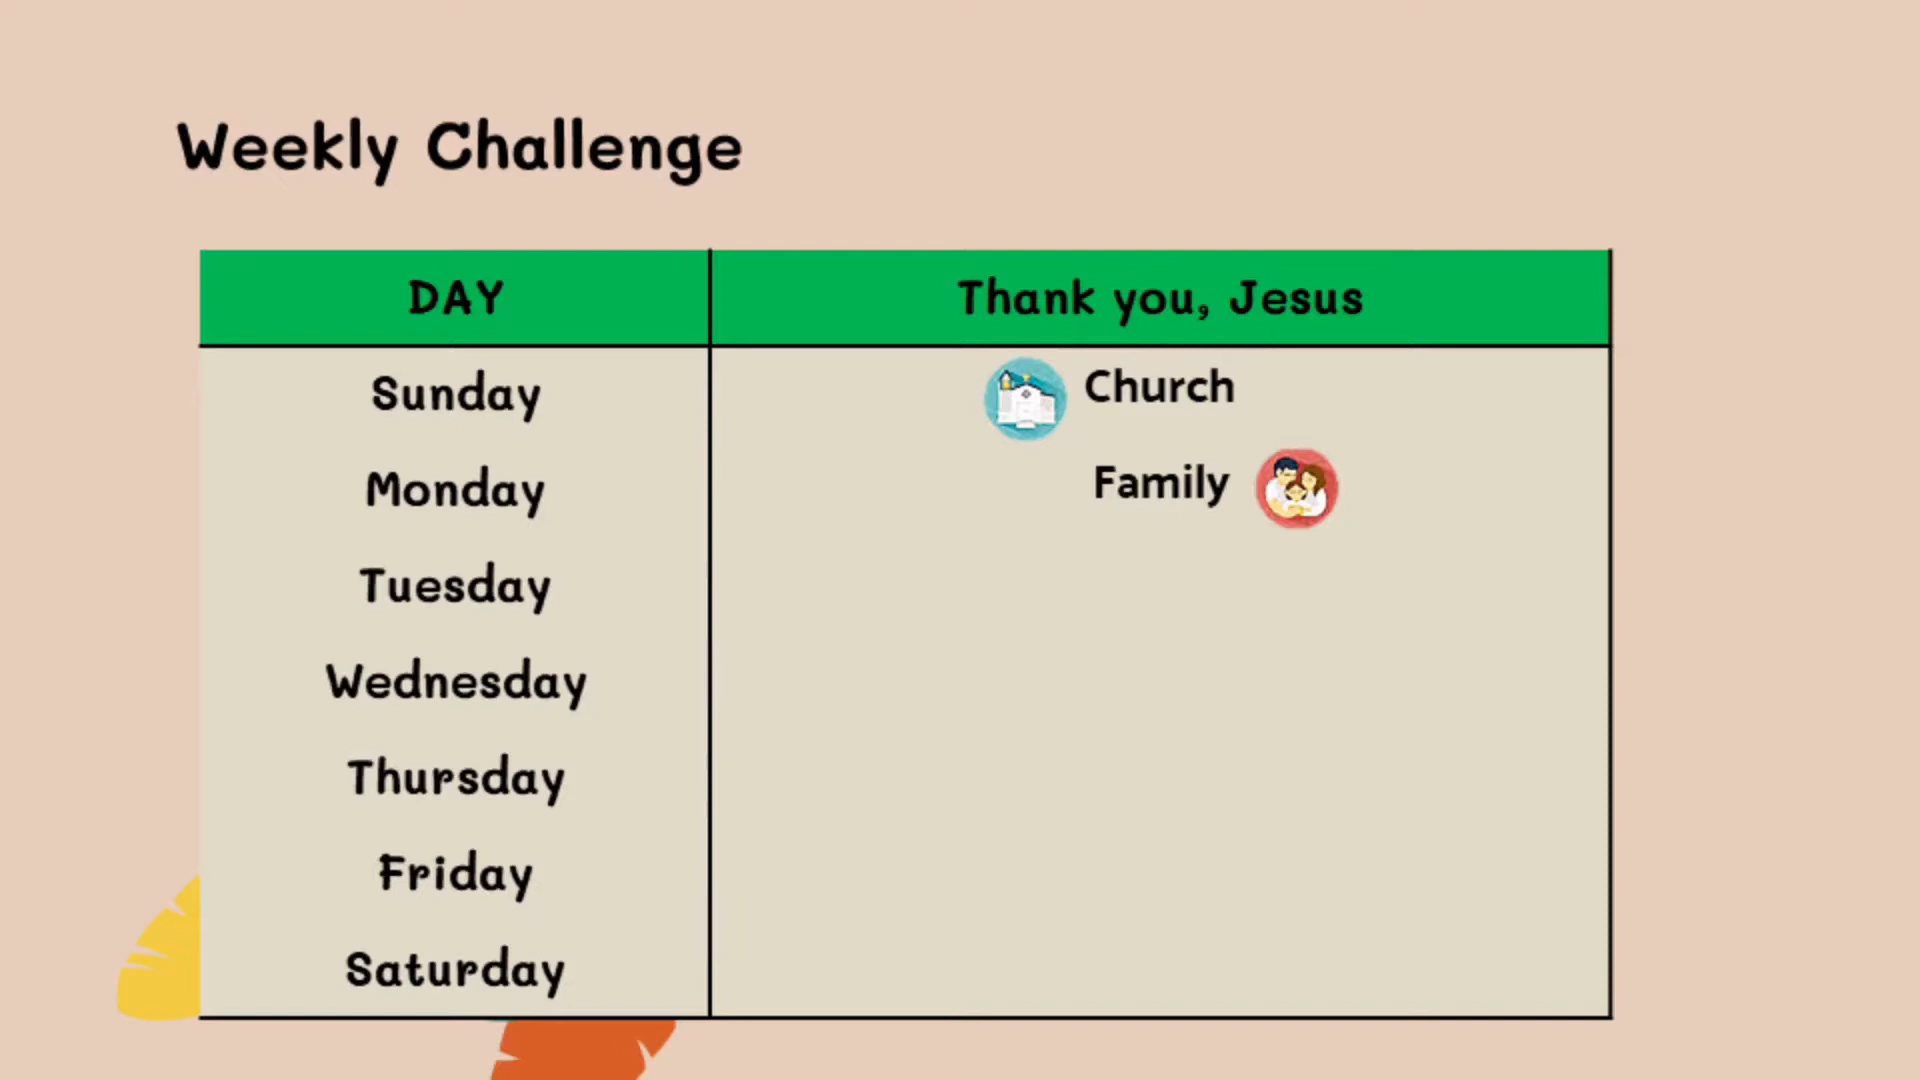 Weekly Challenge
DAY Thank you, Jesus
Sunday Church
Monday Family
Tuesday
Wednesday
Thursday
Friday
Saturday